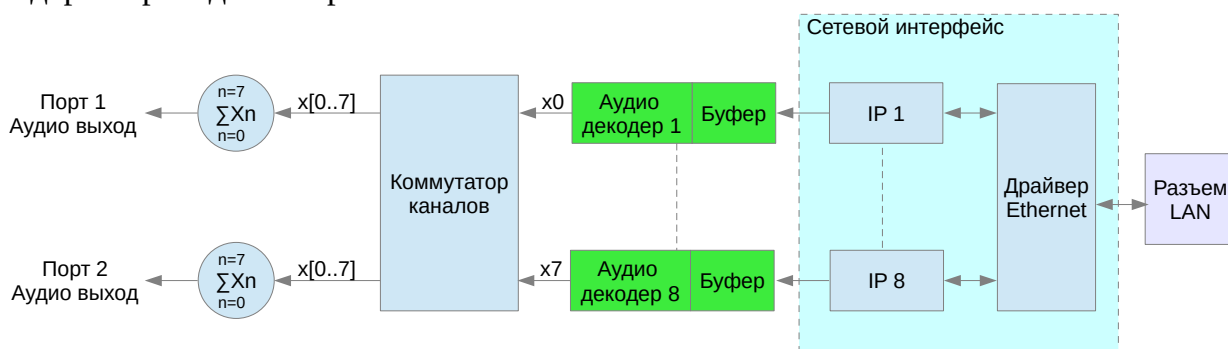 Сетевой интерфейс
Порт 1
Аудио выход
n=7
∑Xn
n=0
x[0..7]
Коммутатор
каналов
x0
Аудио
декодер 1
Буфер
IP 1
Драйвер
Ethernet
Разъем
LAN
Порт 2
Аудио выход
n=7
∑Xn
n=0
x[0..7]
x7
Аудио
декодер 8
Буфер
IP 8